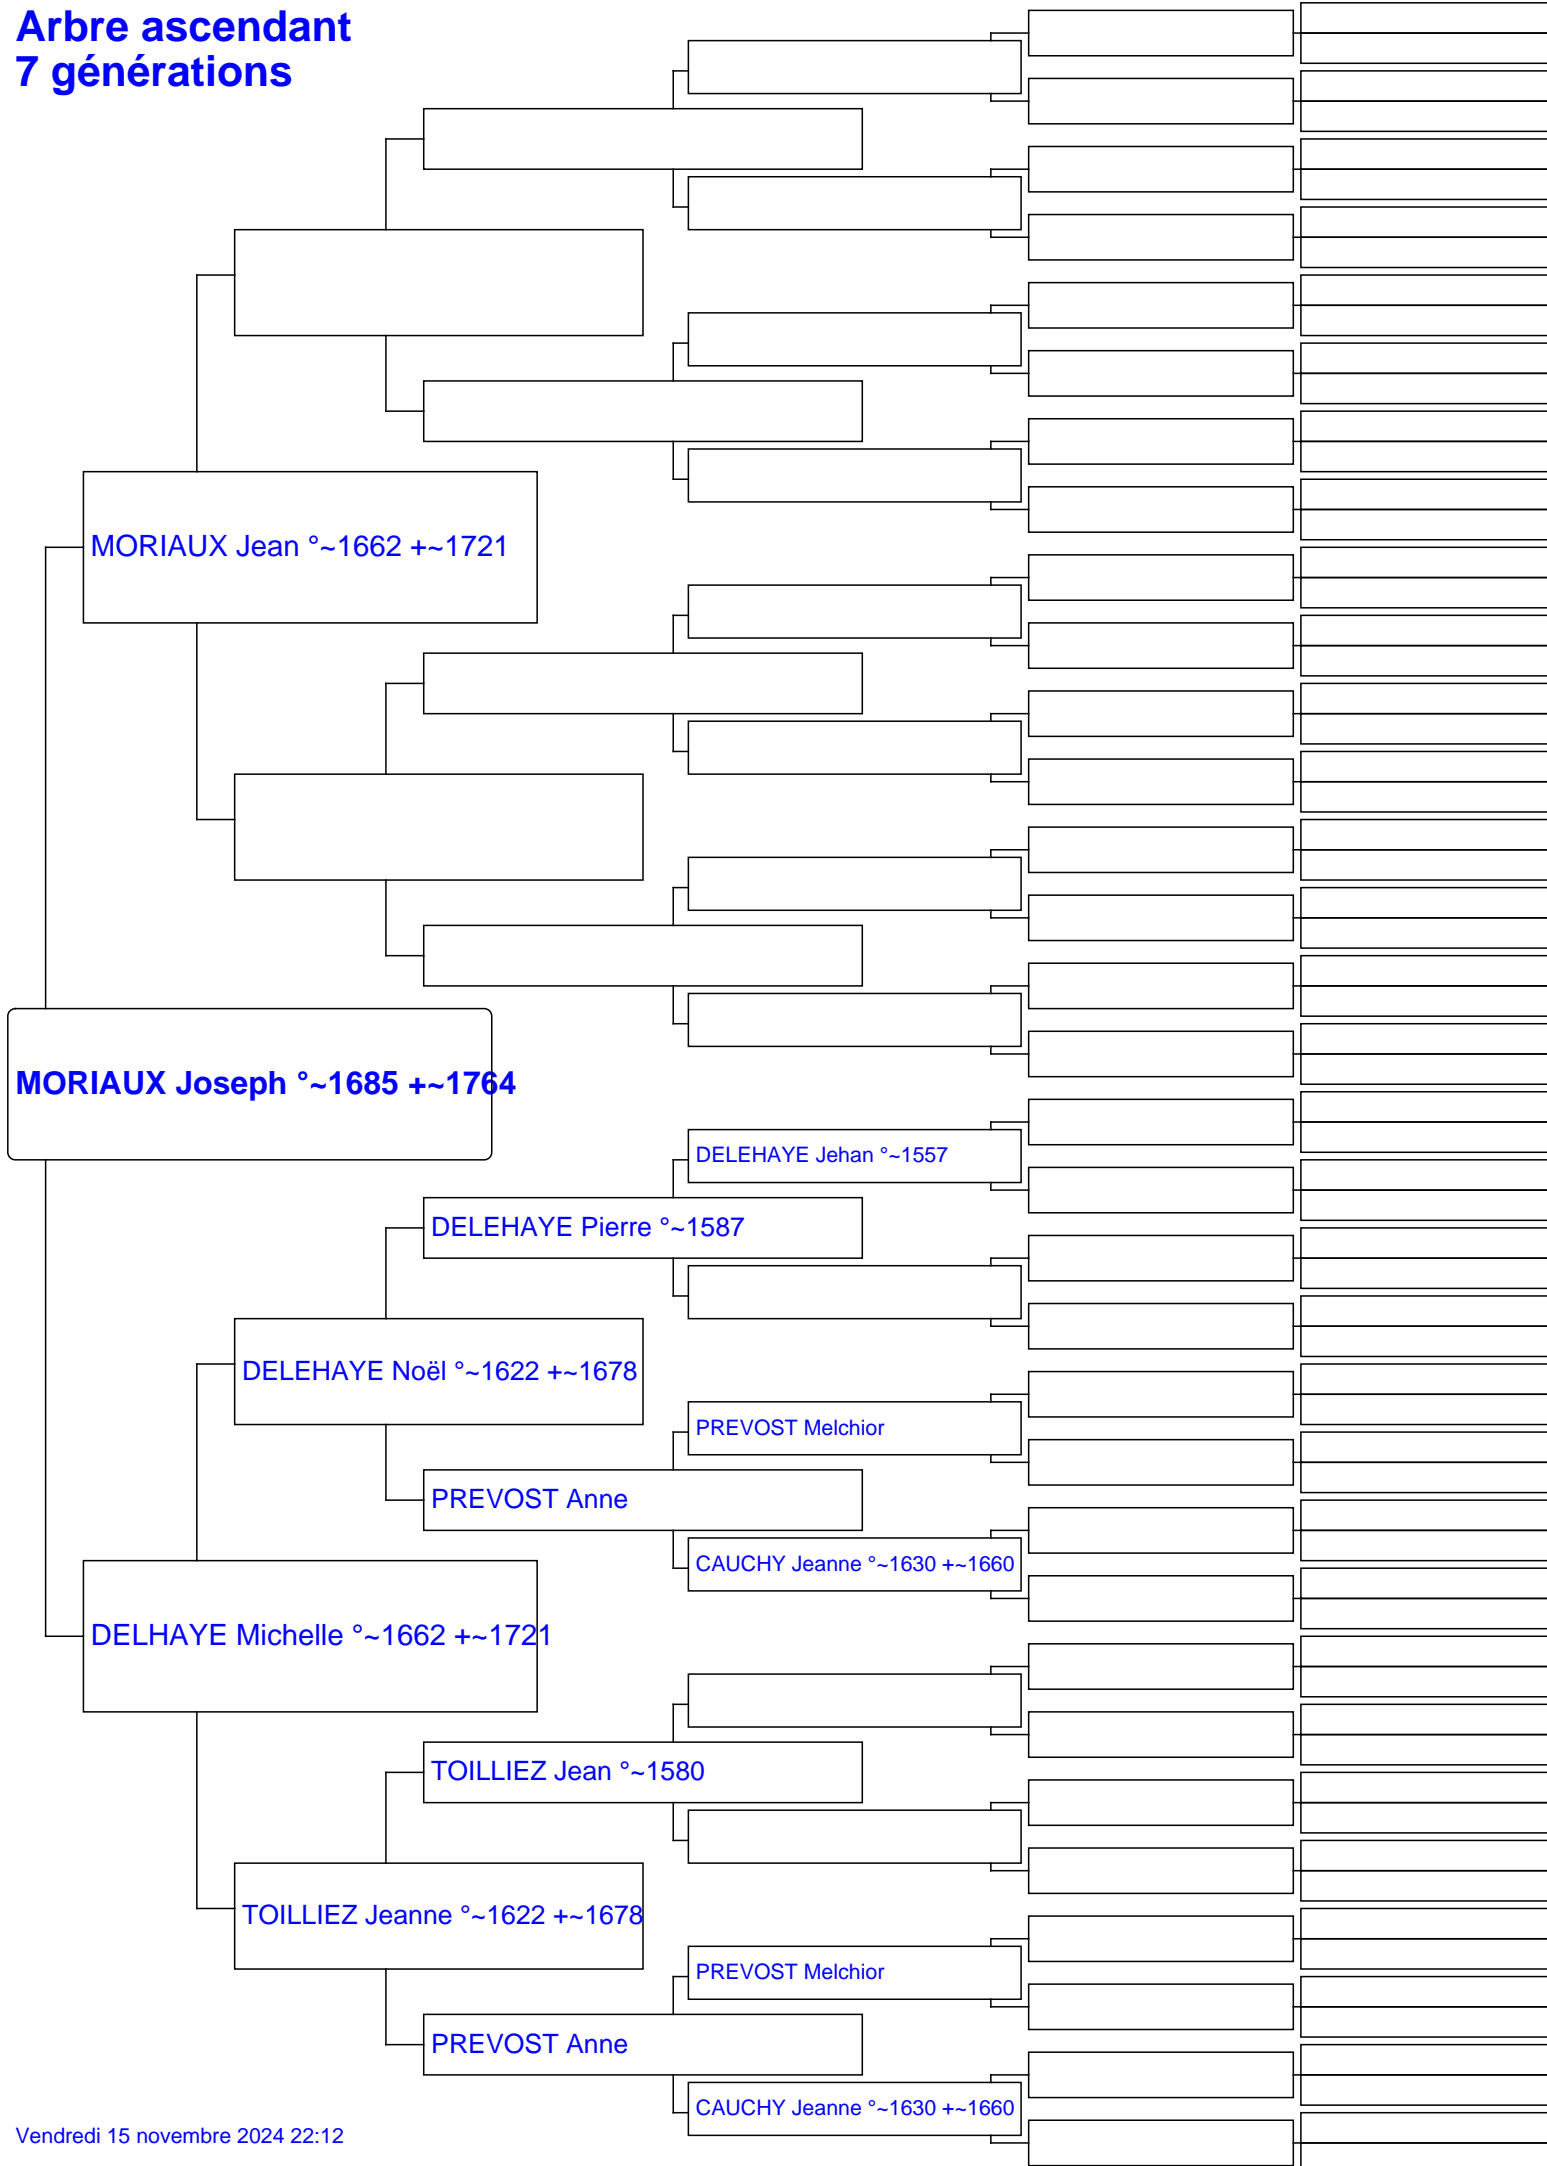 Arbre ascendant
7 générations
MORIAUX Jean °~1662 +~1721
MORIAUX Joseph °~1685 +~1764
DELEHAYE Jehan °~1557
DELEHAYE Pierre °~1587
DELEHAYE Noël °~1622 +~1678
PREVOST Melchior
PREVOST Anne
CAUCHY Jeanne °~1630 +~1660
DELHAYE Michelle °~1662 +~1721
TOILLIEZ Jean °~1580
TOILLIEZ Jeanne °~1622 +~1678
PREVOST Melchior
PREVOST Anne
CAUCHY Jeanne °~1630 +~1660
Vendredi 15 novembre 2024 22:12